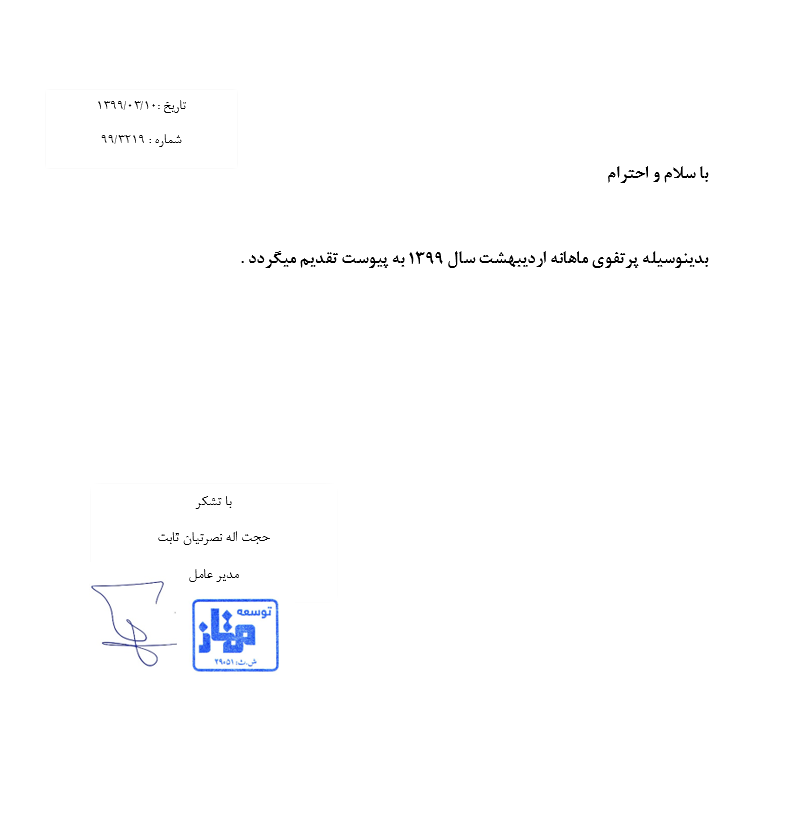 تاریخ :۱۳۹۹/۰۳/۱۰
شماره : ۹۹/۳۲۱۹
با سلام و احترام
بدینوسیله پرتفوی ماهانه اردیبهشت سال ۱۳۹۹ به پیوست تقدیم میگردد .
با تشکر
حجت اله نصرتیان ثابت
مدیر عامل
توسعه
ممتاز
ش.ث: ۲۹۰۵۱